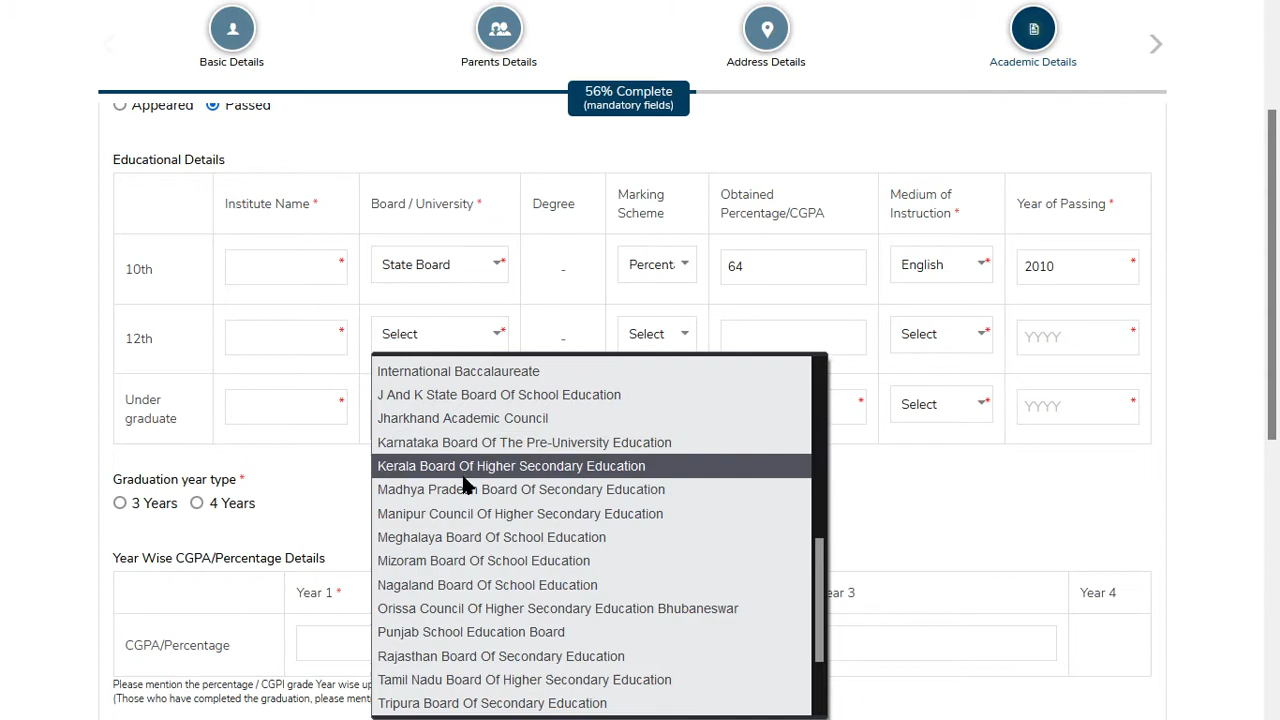 Basic Details
Parents Details
Address Details
Academic Details
56% Complete
(mandatory fields)
Appeared
Passed
Educational Details
Institute Name *
Board / University *
Degree
Marking
Scheme
Obtained
Percentage/CGPA
Medium of
Instruction *
Year of Passing *
10th
*
State Board
*
-
Percent
64
English
*
2010
*
12th
*
Select
*
-
Select
Select
*
YYYY
*
Under
graduate
*
*
Select
*
YYYY
*
International Baccalaureate
J And K State Board Of School Education
Jharkhand Academic Council
Karnataka Board Of The Pre-University Education
Kerala Board Of Higher Secondary Education
Madhya Pradesh Board Of Secondary Education
Manipur Council Of Higher Secondary Education
Meghalaya Board Of School Education
Mizoram Board Of School Education
Nagaland Board Of School Education
Orissa Council Of Higher Secondary Education Bhubaneswar
Punjab School Education Board
Rajasthan Board Of Secondary Education
Tamil Nadu Board Of Higher Secondary Education
Tripura Board Of Secondary Education
Graduation year type *
3 Years
4 Years
Year Wise CGPA/Percentage Details
Year 1 *
ear 3
Year 4
CGPA/Percentage
Please mention the percentage / CGPI grade Year wise up
(Those who have completed the graduation, please ment